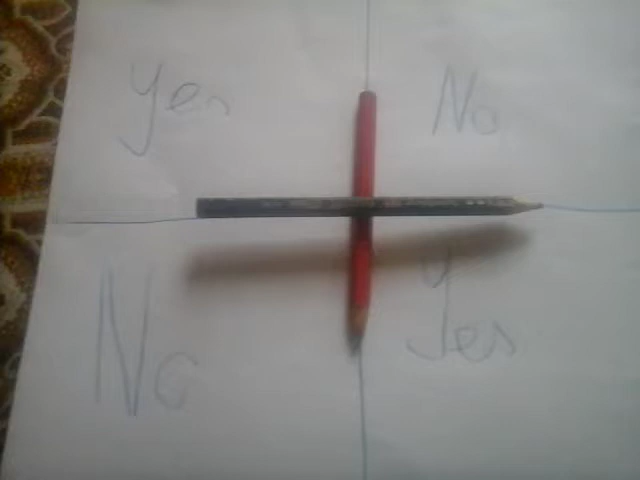 Yes No
No Yes